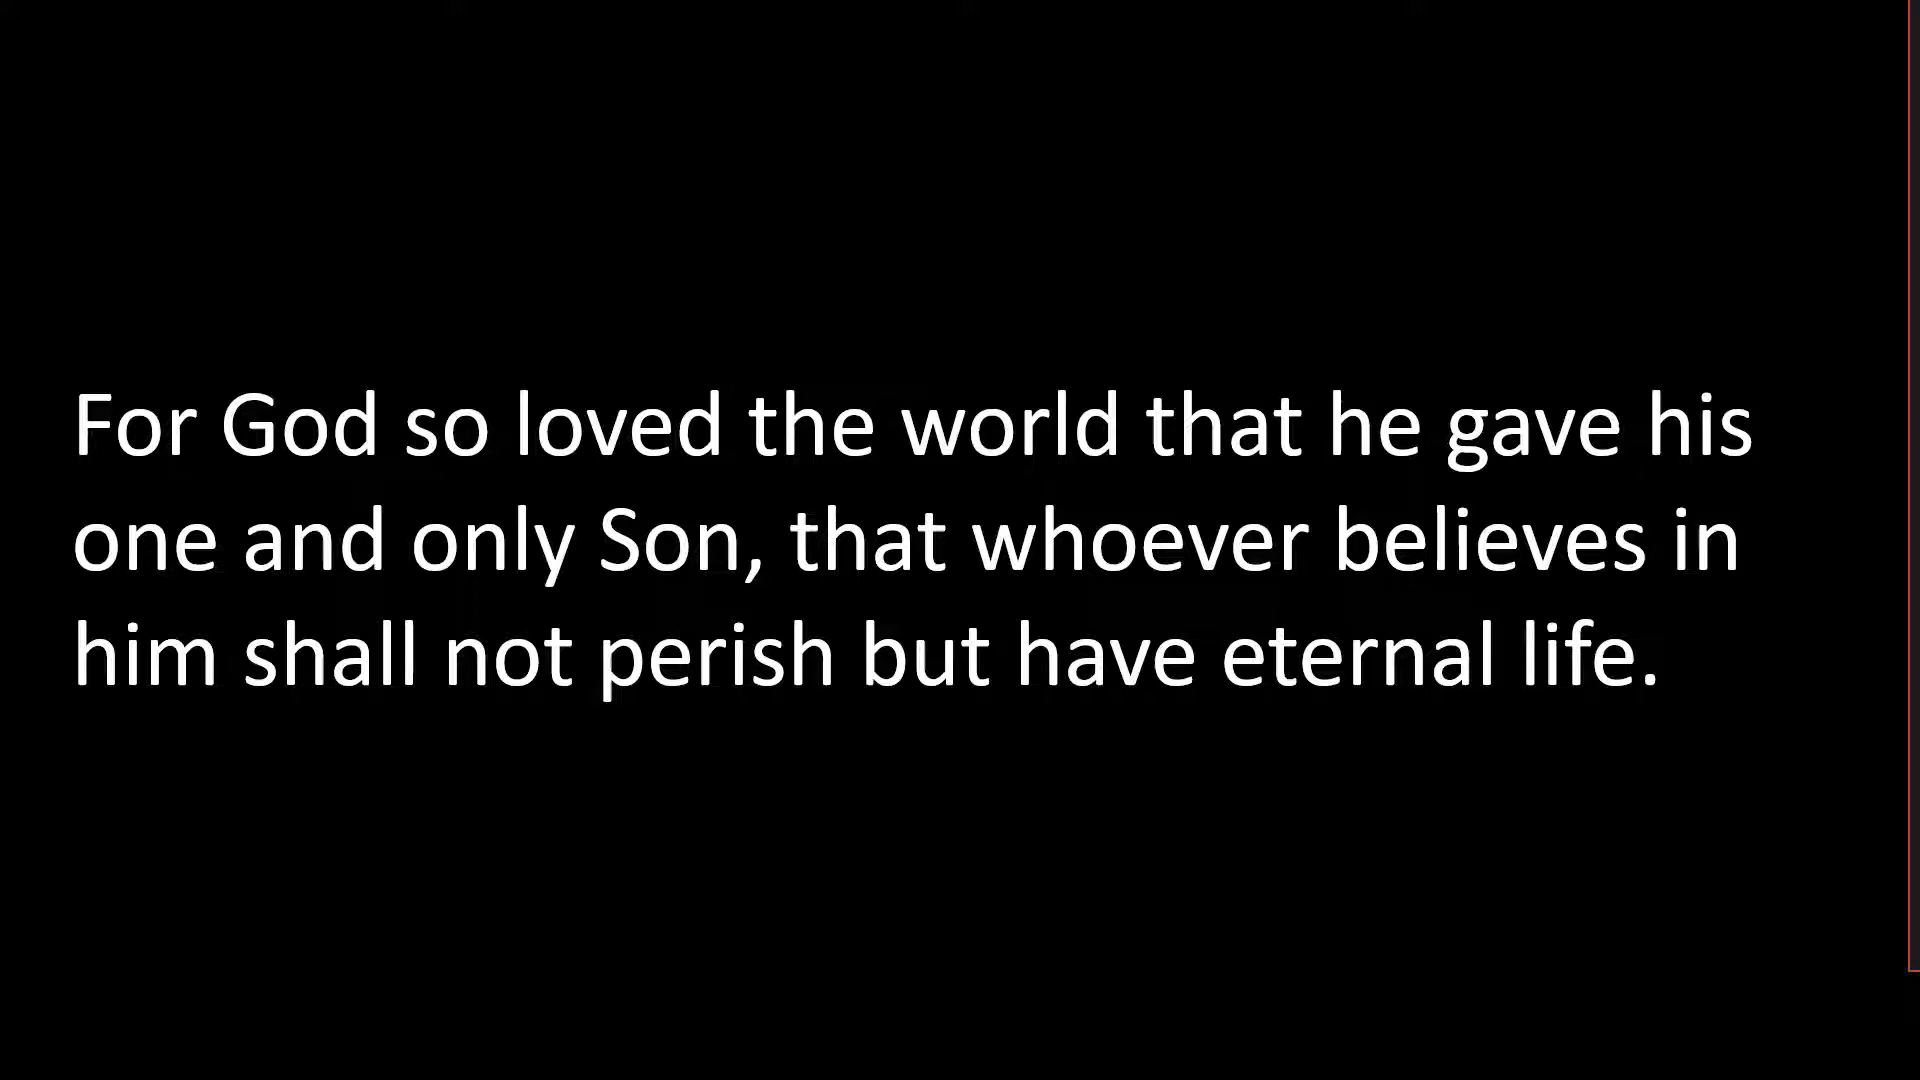 For God so loved the world that he gave his
one and only Son, that whoever believes in
him shall not perish but have eternal life.